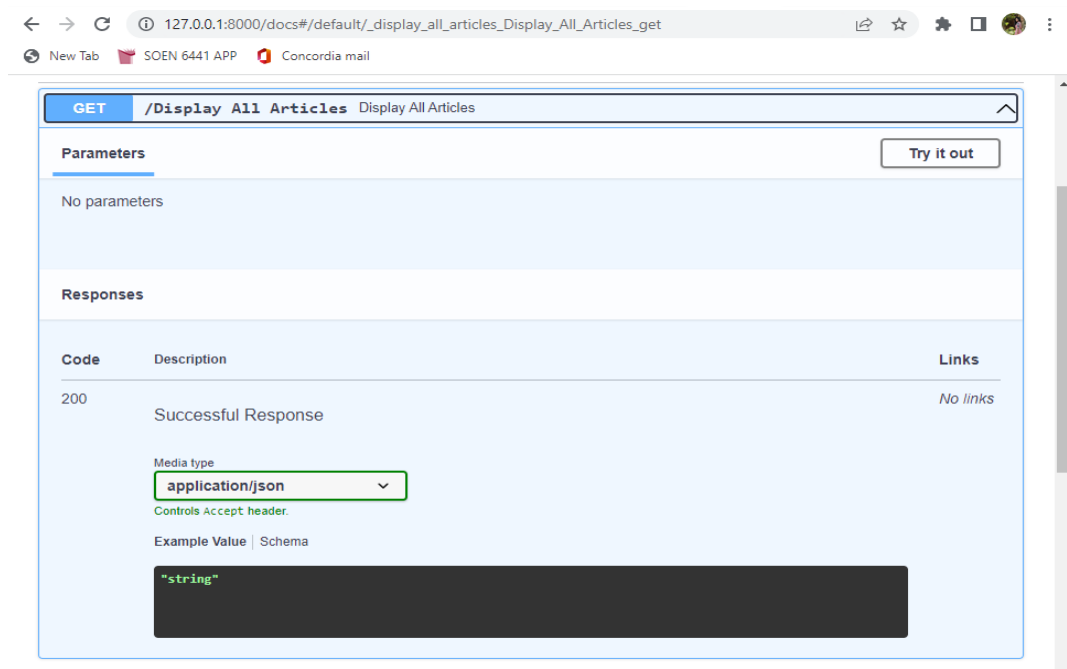 127.0.0.1:8000/docs#/default/_display_all_articles_Display_All_Articles_get
New Tab SOEN 6441 APP Concordia mail
GET /Display All Articles Display All Articles
Parameters Try it out
No parameters
Responses
Code Description Links
200 No links
Successful Response
Media type
application/json
Controls Accept header.
Example Value Schema
"string"